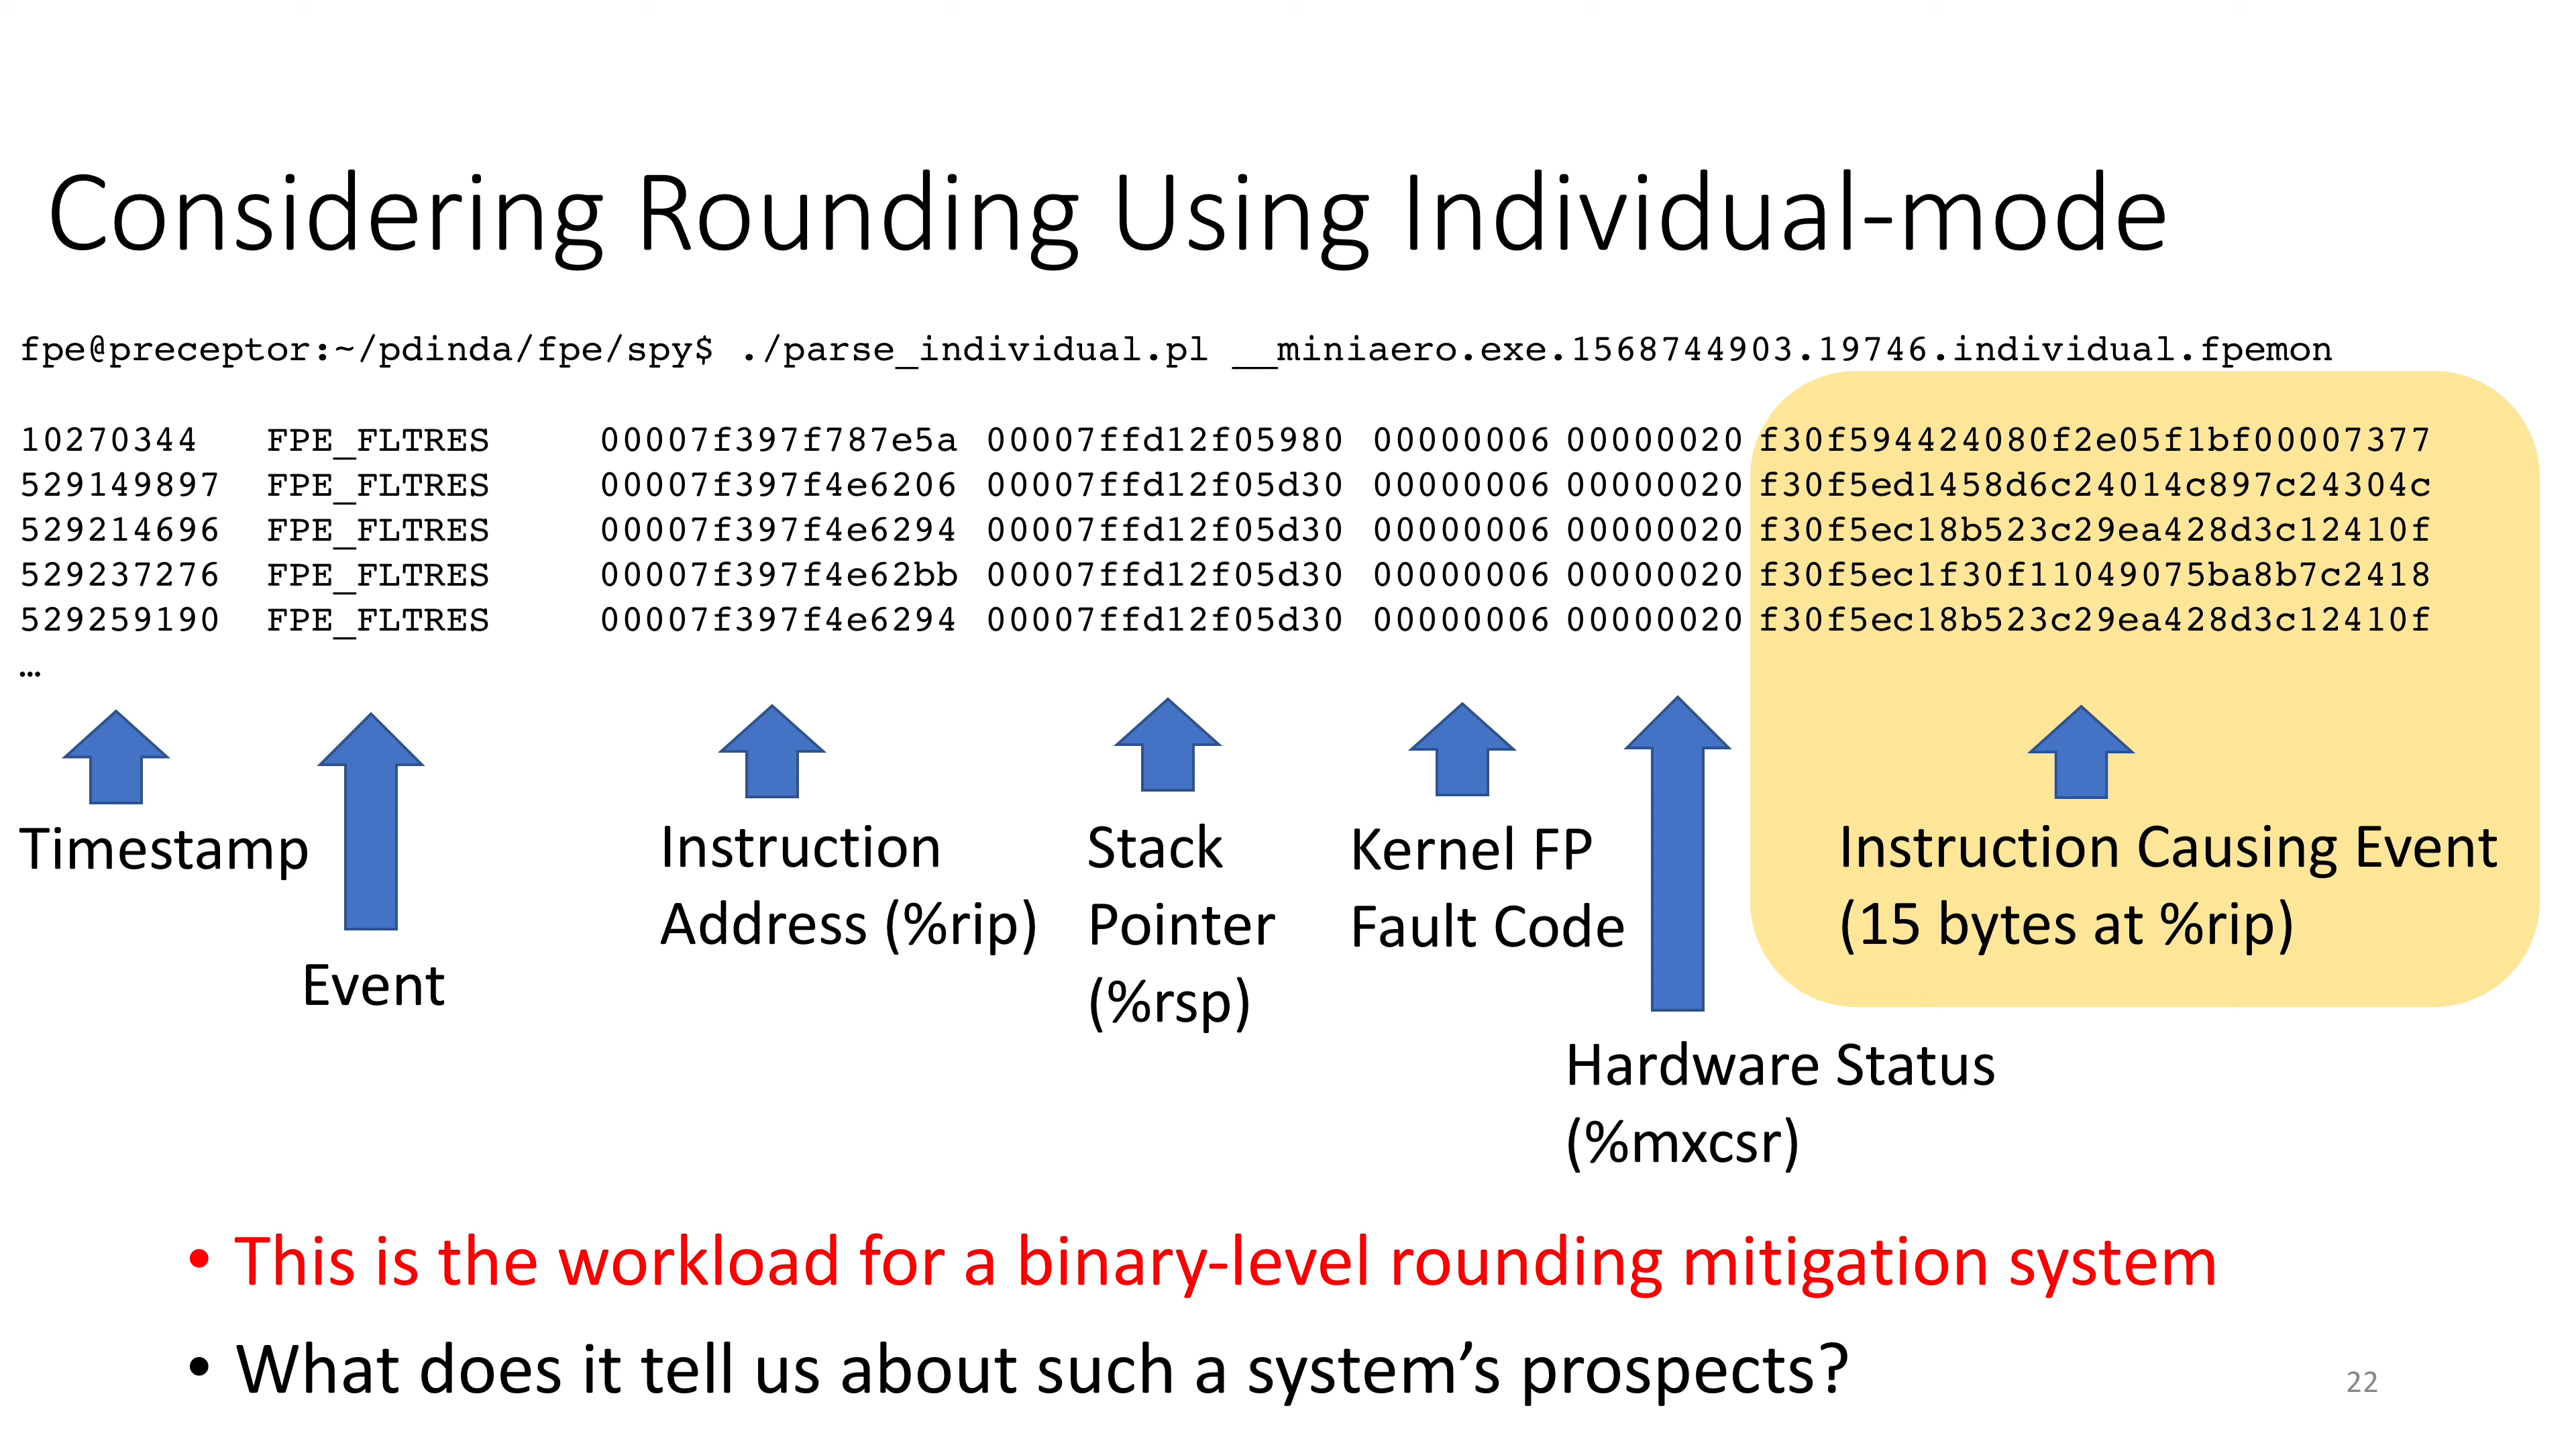 Considering Rounding Using Individual-mode
fpe@preceptor:~/pdinda/fpe/spy$ ./parse_individual.pl __miniaero.exe.1568744903.19746.individual.fpemon
10270344 FPE_FLTRES 00007f397f787e5a 00007ffd12f05980 00000006 00000020 f30f594424080f2e05f1bf00007377
529149897 FPE_FLTRES 00007f397f4e6206 00007ffd12f05d30 00000006 00000020 f30f5ed1458d6c24014c897c24304c
529214696 FPE_FLTRES 00007f397f4e6294 00007ffd12f05d30 00000006 00000020 f30f5ec18b523c29ea428d3c12410f
529237276 FPE_FLTRES 00007f397f4e62bb 00007ffd12f05d30 00000006 00000020 f30f5ec1f30f11049075ba8b7c2418
529259190 FPE_FLTRES 00007f397f4e6294 00007ffd12f05d30 00000006 00000020 f30f5ec18b523c29ea428d3c12410f
…
Timestamp
Event
Instruction
Address (%rip)
Stack
Pointer
(%rsp)
Kernel FP
Fault Code
Hardware Status
(%mxcsr)
Instruction Causing Event
(15 bytes at %rip)
• This is the workload for a binary-level rounding mitigation system
• What does it tell us about such a system’s prospects?
22